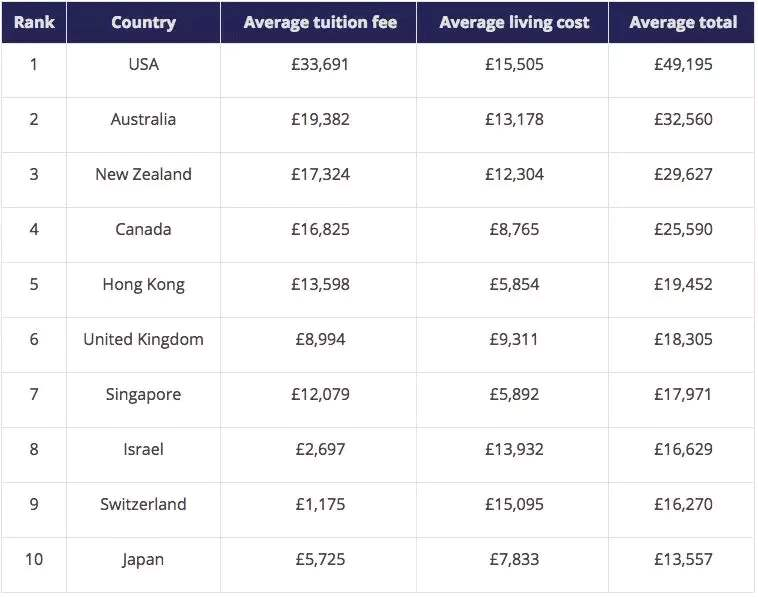 Rank Country Average tuition fee Average living cost Average total
1 USA £33,691 £15,505 £49,195
2 Australia £19,382 £13,178 £32,560
3 New Zealand £17,324 £12,304 £29,627
4 Canada £16,825 £8,765 £25,590
5 Hong Kong £13,598 £5,854 £19,452
6 United Kingdom £8,994 £9,311 £18,305
7 Singapore £12,079 £5,892 £17,971
8 Israel £2,697 £13,932 £16,629
9 Switzerland £1,175 £15,095 £16,270
10 Japan £5,725 £7,833 £13,557